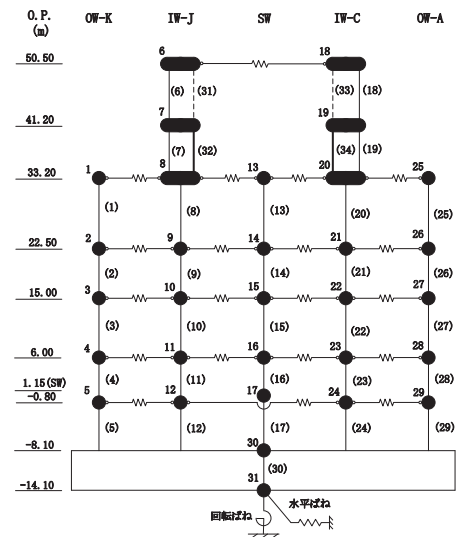 O.P. OW-K IW-J SW IW-C OW-A
(m)
50.50 6 18
(6) (31) (33) (18)
41.20 7 19
(7) (32) (34) (19)
33.20 1 8 13 20 25
(1) (8) (13) (20) (25)
22.50 2 9 14 21 26
(2) (9) (14) (21) (26)
15.00 3 10 15 22 27
(3) (10) (15) (22) (27)
6.00 4 11 16 23 28
(4) (11) (16) (23) (28)
1.15(SW) 17
-0.80 5 12 24 29
(5) (12) (17) (24) (29)
-8.10 30
(30)
-14.10 31
回転ばね 水平ばね